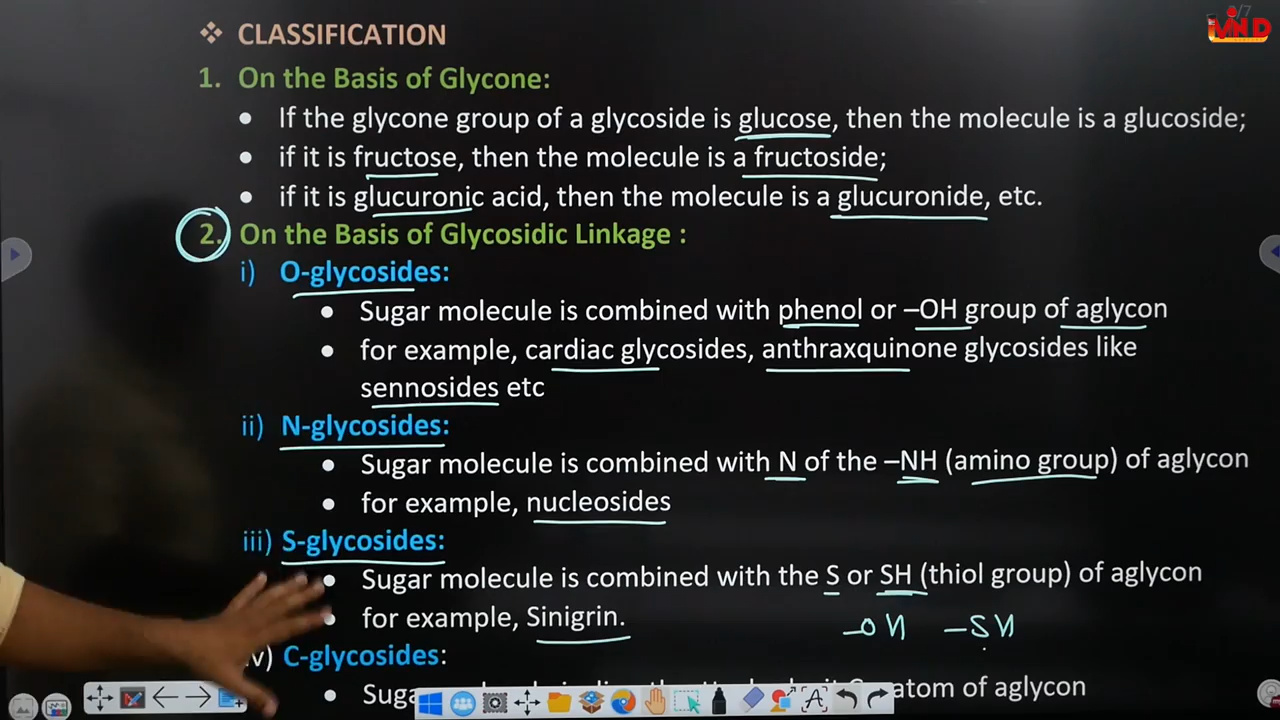 ❖ CLASSIFICATION
1. On the Basis of Glycone:
• If the glycone group of a glycoside is glucose, then the molecule is a glucoside;
• if it is fructose, then the molecule is a fructoside;
• if it is glucuronic acid, then the molecule is a glucuronide, etc.
2. On the Basis of Glycosidic Linkage :
i) O-glycosides:
• Sugar molecule is combined with phenol or –OH group of aglycon
• for example, cardiac glycosides, anthraxquinone glycosides like
sennosides etc
ii) N-glycosides:
• Sugar molecule is combined with N of the –NH (amino group) of aglycon
• for example, nucleosides
iii) S-glycosides:
• Sugar molecule is combined with the S or SH (thiol group) of aglycon
• for example, Sinigrin.
–OH –SH
iv) C-glycosides:
• atom of aglycon